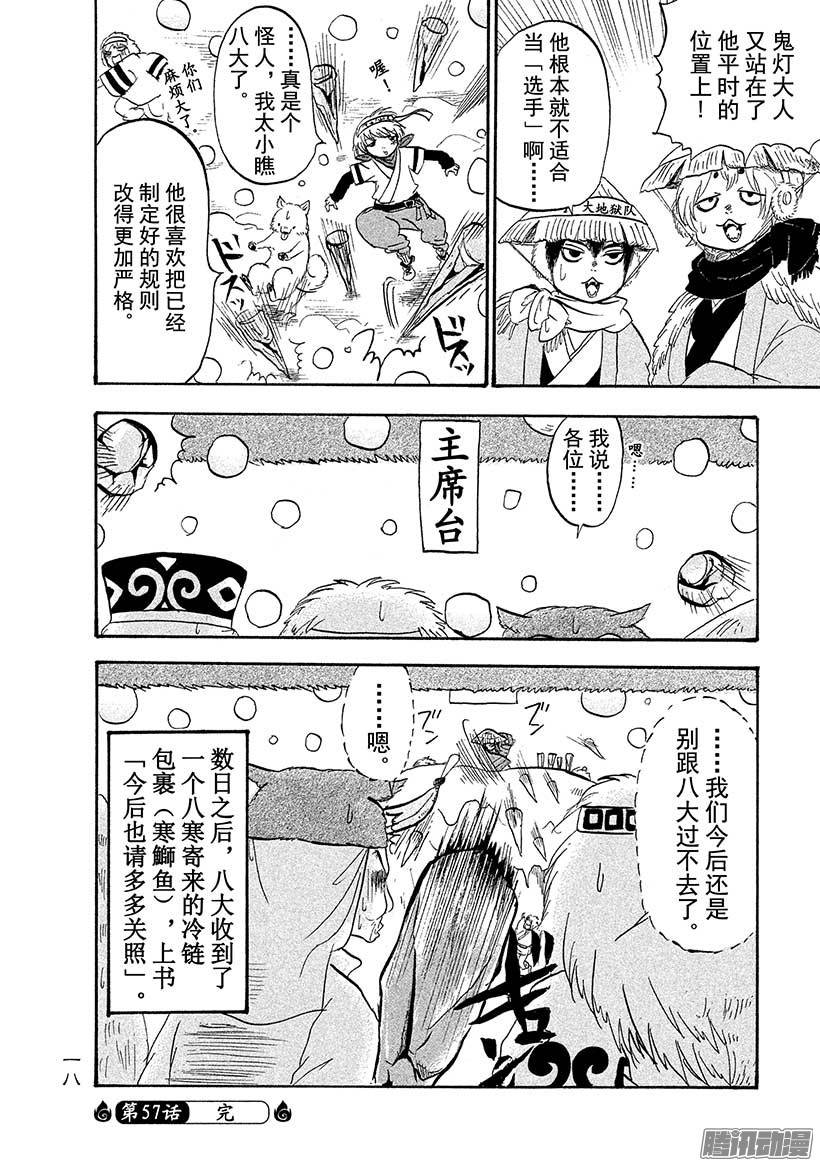 鬼灯大人
又站在了
他平时的
位置上！
他根本就不适合
当「选手」啊……
大地狱队
喔！
……真是个
怪人，我太小瞧
八大了。
你们
麻烦大了。
他很喜欢把已经
制定好的规则
改得更加严格。
ドスッ
ドスッ
嗯……
我说……
各位……
主席台
……我们今后还是
别跟八大过不去了。
……嗯。
数日之后，八大收到了
一个八寒寄来的冷链
包裹（寒鰤鱼），上书
「今后也请多多关照」。
一八
第57话 完
腾讯动漫